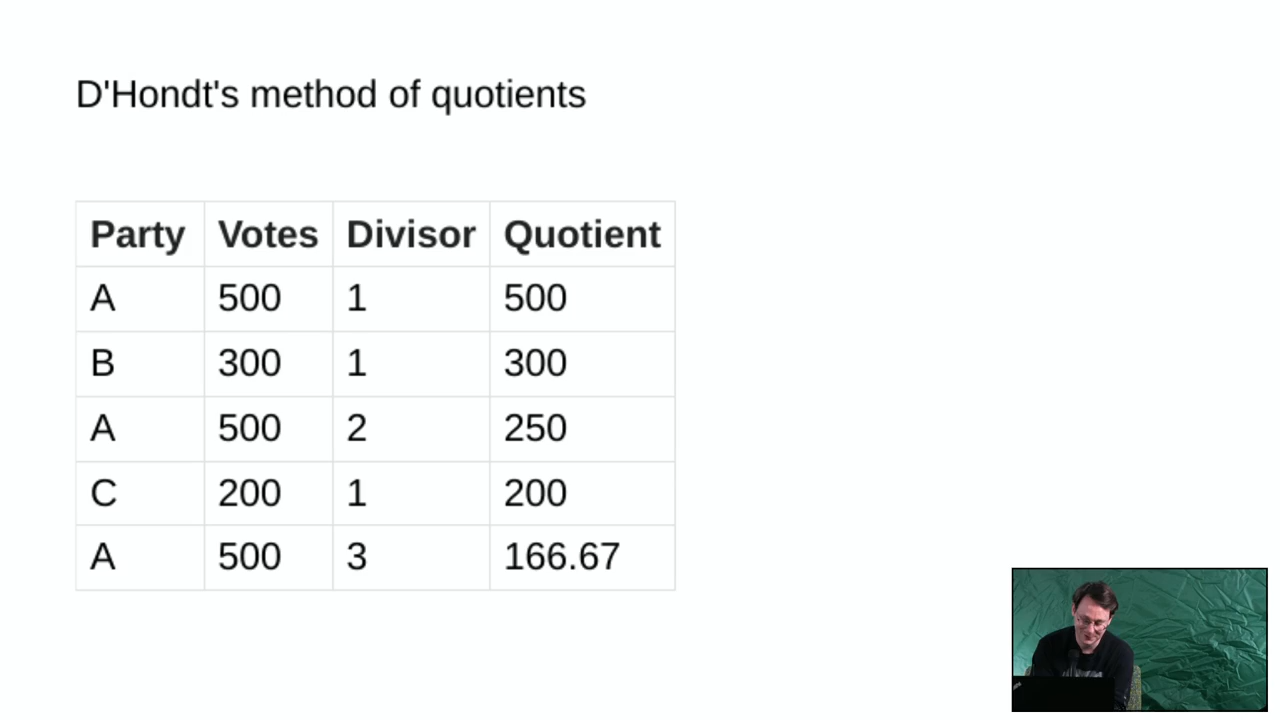 D'Hondt's method of quotients
Party Votes Divisor Quotient
A 500 1 500
B 300 1 300
A 500 2 250
C 200 1 200
A 500 3 166.67